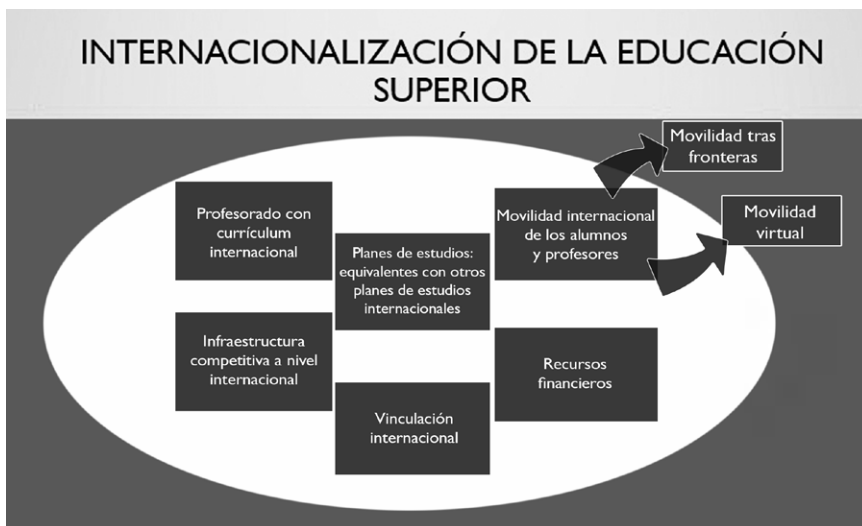 INTERNACIONALIZACIÓN DE LA EDUCACIÓN
SUPERIOR
Movilidad tras
fronteras
Profesorado con
currículum
internacional
Planes de estudios:
equivalentes con otros
planes de estudios
internacionales
Movilidad internacional
de los alumnos
y profesores
Movilidad
virtual
Infraestructura
competitiva a nivel
internacional
Vinculación
internacional
Recursos
financieros